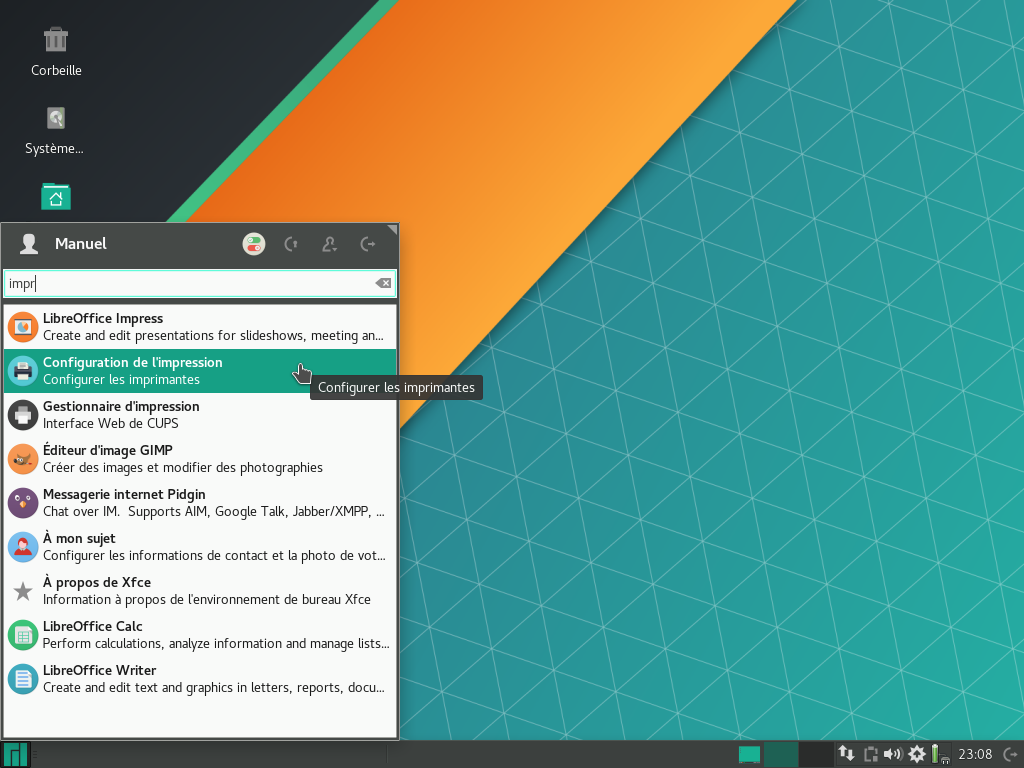 Corbeille
Système...
Manuel
impr
LibreOffice Impress
Create and edit presentations for slideshows, meeting an...
Configuration de l'impression
Configurer les imprimantes
Configurer les imprimantes
Gestionnaire d'impression
Interface Web de CUPS
Éditeur d'image GIMP
Créer des images et modifier des photographies
Messagerie internet Pidgin
Chat over IM.  Supports AIM, Google Talk, Jabber/XMPP, ...
À mon sujet
Configurer les informations de contact et la photo de vot...
À propos de Xfce
Information à propos de l'environnement de bureau Xfce
LibreOffice Calc
Perform calculations, analyze information and manage lists...
LibreOffice Writer
Create and edit text and graphics in letters, reports, docu...
23:08